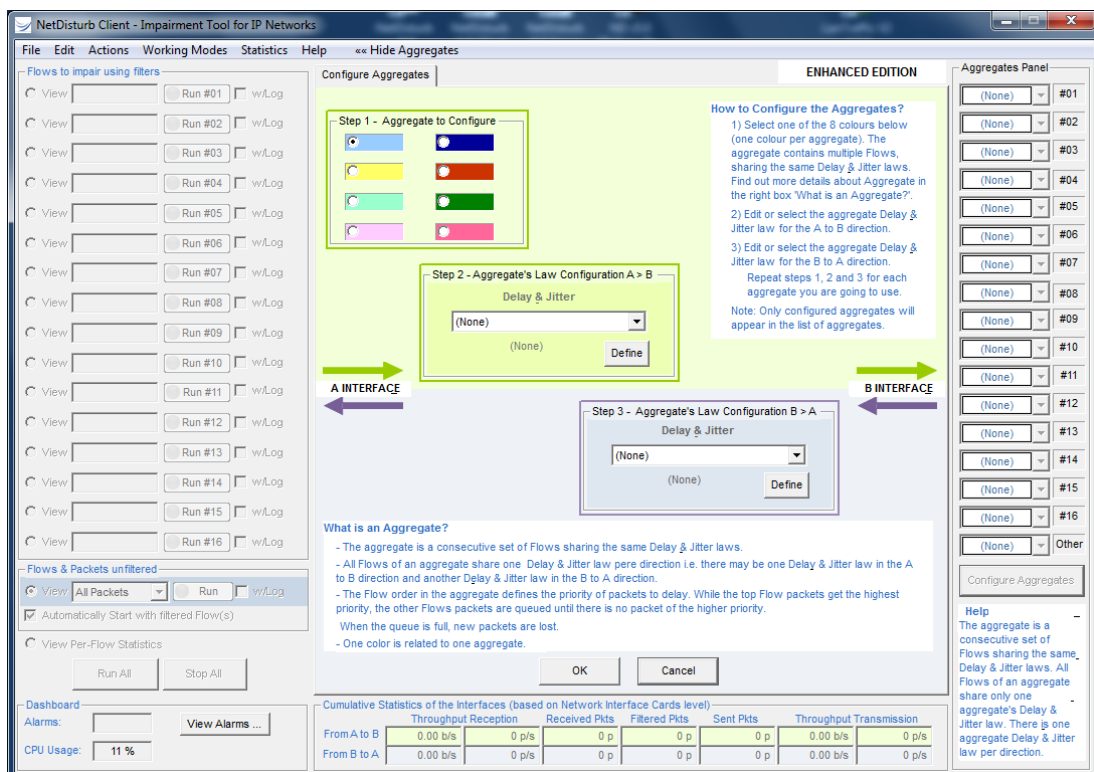 NetDisturb Client - Impairment Tool for IP Networks
File Edit Actions Working Modes Statistics Help «« Hide Aggregates
Flows to impair using filters
View Run #01 w/Log
View Run #02 w/Log
View Run #03 w/Log
View Run #04 w/Log
View Run #05 w/Log
View Run #06 w/Log
View Run #07 w/Log
View Run #08 w/Log
View Run #09 w/Log
View Run #10 w/Log
View Run #11 w/Log
View Run #12 w/Log
View Run #13 w/Log
View Run #14 w/Log
View Run #15 w/Log
View Run #16 w/Log
Flows & Packets unfiltered
View All Packets Run w/Log
Automatically Start with filtered Flow(s)
View Per-Flow Statistics
Run All Stop All
Dashboard
Alarms: View Alarms ...
CPU Usage: 11 %
Configure Aggregates
ENHANCED EDITION
Step 1 - Aggregate to Configure
How to Configure the Aggregates?
1) Select one of the 8 colours below
(one colour per aggregate). The
aggregate contains multiple Flows,
sharing the same Delay & Jitter laws.
Find out more details about Aggregate in
the right box 'What is an Aggregate?'.
2) Edit or select the aggregate Delay &
Jitter law for the A to B direction.
3) Edit or select the aggregate Delay &
Jitter law for the B to A direction.
Repeat steps 1, 2 and 3 for each
aggregate you are going to use.
Note: Only configured aggregates will
appear in the list of aggregates.
Step 2 - Aggregate's Law Configuration A > B
Delay & Jitter
(None)
(None)
Define
A INTERFACE
B INTERFACE
Step 3 - Aggregate's Law Configuration B > A
Delay & Jitter
(None)
(None)
Define
What is an Aggregate?
- The aggregate is a consecutive set of Flows sharing the same Delay & Jitter laws.
- All Flows of an aggregate share one Delay & Jitter law pere direction i.e. there may be one Delay & Jitter law in the A
to B direction and another Delay & Jitter law in the B to A direction.
- The Flow order in the aggregate defines the priority of packets to delay. While the top Flow packets get the highest
priority, the other Flows packets are queued until there is no packet of the higher priority.
When the queue is full, new packets are lost.
- One color is related to one aggregate.
OK Cancel
Cumulative Statistics of the Interfaces (based on Network Interface Cards level)
Throughput Reception Received Pkts Filtered Pkts Sent Pkts Throughput Transmission
From A to B 0.00 b/s 0 p/s 0 p 0 p 0 p 0.00 b/s 0 p/s
From B to A 0.00 b/s 0 p/s 0 p 0 p 0 p 0.00 b/s 0 p/s
Aggregates Panel
(None) #01
(None) #02
(None) #03
(None) #04
(None) #05
(None) #06
(None) #07
(None) #08
(None) #09
(None) #10
(None) #11
(None) #12
(None) #13
(None) #14
(None) #15
(None) #16
(None) Other
Configure Aggregates
Help
The aggregate is a
consecutive set of
Flows sharing the same
Delay & Jitter laws. All
Flows of an aggregate
share only one
aggregate's Delay &
Jitter law. There is one
aggregate Delay & Jitter
law per direction.